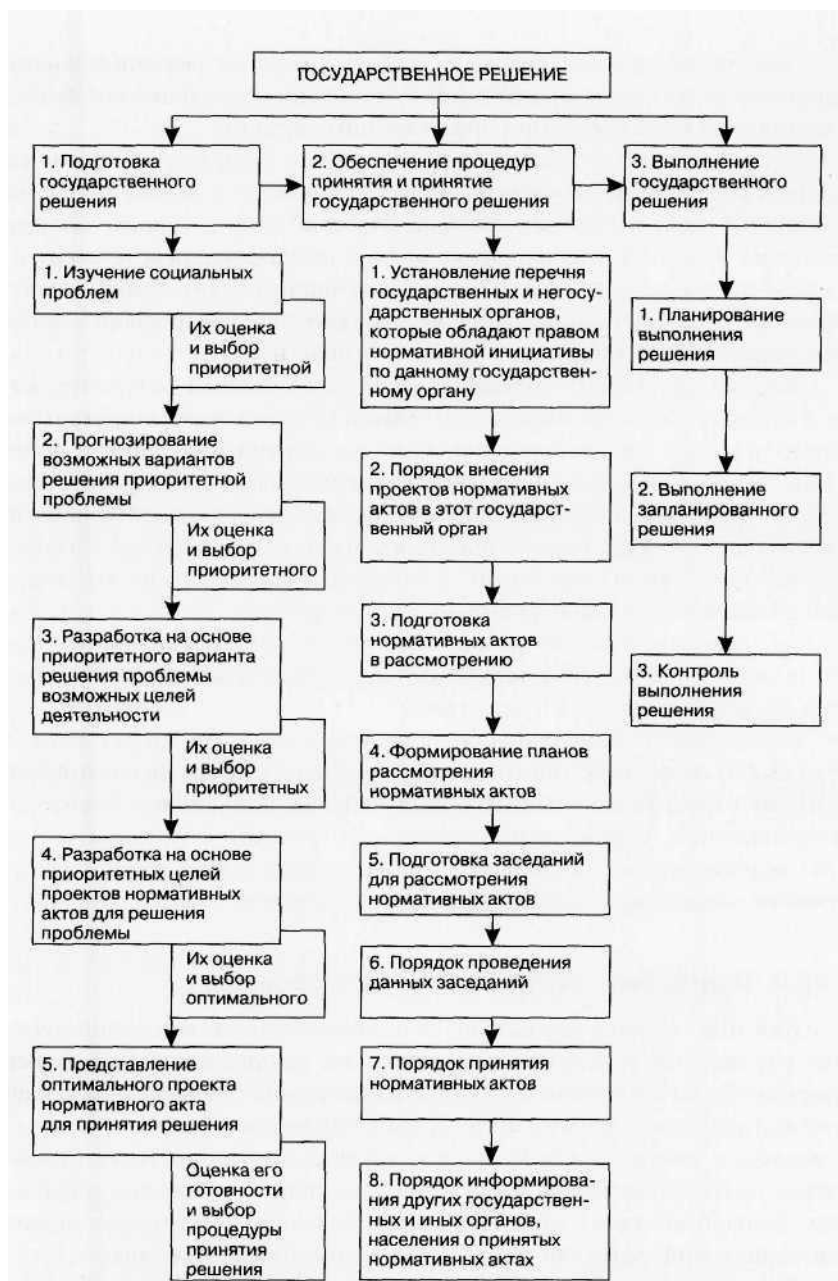 ГОСУДАРСТВЕННОЕ РЕШЕНИЕ
1. Подготовка
государственного
решения
2. Обеспечение процедур
принятия и принятие
государственного решения
3. Выполнение
государственного
решения
1. Изучение социальных
проблем
Их оценка
и выбор
приоритетной
2. Прогнозирование
возможных вариантов
решения приоритетной
проблемы
Их оценка
и выбор
приоритетного
3. Разработка на основе
приоритетного варианта
решения проблемы
возможных целей
деятельности
Их оценка
и выбор
приоритетных
4. Разработка на основе
приоритетных целей
проектов нормативных
актов для решения
проблемы
Их оценка
и выбор
оптимального
5. Представление
оптимального проекта
нормативного акта
для принятия решения
Оценка его
готовности
и выбор
процедуры
принятия
решения
1. Установление перечня
государственных и негосу-
дарственных органов,
которые обладают правом
нормативной инициативы
по данному государствен-
ному органу
2. Порядок внесения
проектов нормативных
актов в этот государст-
венный орган
3. Подготовка
нормативных актов
в рассмотрению
4. Формирование планов
рассмотрения
нормативных актов
5. Подготовка заседаний
для рассмотрения
нормативных актов
6. Порядок проведения
данных заседаний
7. Порядок принятия
нормативных актов
8. Порядок информирова-
ния других государствен-
ных и иных органов,
населения о принятых
нормативных актах
1. Планирование
выполнения
решения
2. Выполнение
запланированного
решения
3. Контроль
выполнения
решения